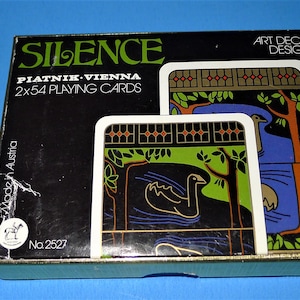 SILENCE
ART DECO
DESIGN
PIATNIK·VIENNA
2x54 PLAYING CARDS
Made in Austria
No. 2527